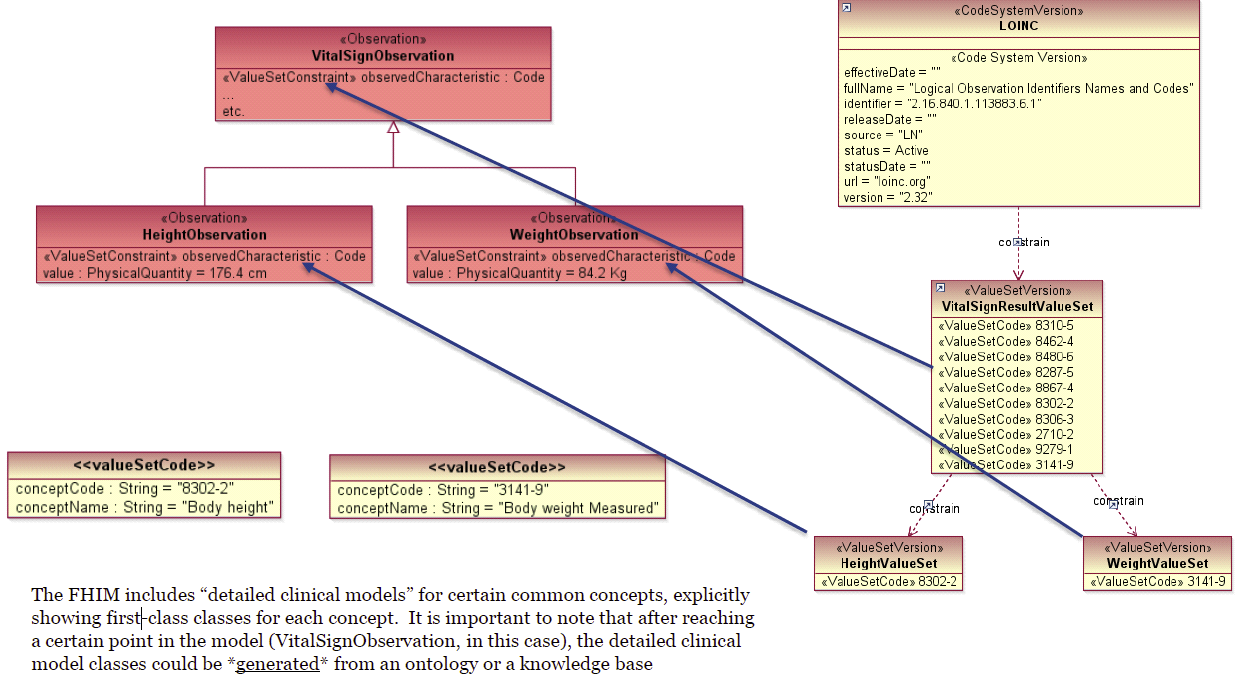 «Observation»
VitalSignObservation
«ValueSetConstraint» observedCharacteristic : Code
...
etc.
«CodeSystemVersion»
LOINC
«Code System Version»
effectiveDate = ""
fullName = "Logical Observation Identifiers Names and Codes"
identifier = "2.16.840.1.113883.6.1"
releaseDate = ""
source = "LN"
status = Active
statusDate = ""
url = "loinc.org"
version = "2.32"
«Observation»
HeightObservation
«ValueSetConstraint» observedCharacteristic : Code
value : PhysicalQuantity = 176.4 cm
«Observation»
WeightObservation
«ValueSetConstraint» observedCharacteristic : Code
value : PhysicalQuantity = 84.2 Kg
constrain
«ValueSetVersion»
VitalSignResultValueSet
«ValueSetCode» 8310-5
«ValueSetCode» 8462-4
«ValueSetCode» 8480-6
«ValueSetCode» 8287-5
«ValueSetCode» 8867-4
«ValueSetCode» 8302-2
«ValueSetCode» 8306-3
«ValueSetCode» 2710-2
«ValueSetCode» 9279-1
«ValueSetCode» 3141-9
<<valueSetCode>>
conceptCode : String = "8302-2"
conceptName : String = "Body height"
<<valueSetCode>>
conceptCode : String = "3141-9"
conceptName : String = "Body weight Measured"
constrain
constrain
«ValueSetVersion»
HeightValueSet
«ValueSetCode» 8302-2
«ValueSetVersion»
WeightValueSet
«ValueSetCode» 3141-9
The FHIM includes “detailed clinical models” for certain common concepts, explicitly
showing first-class classes for each concept. It is important to note that after reaching
a certain point in the model (VitalSignObservation, in this case), the detailed clinical
model classes could be *generated* from an ontology or a knowledge base